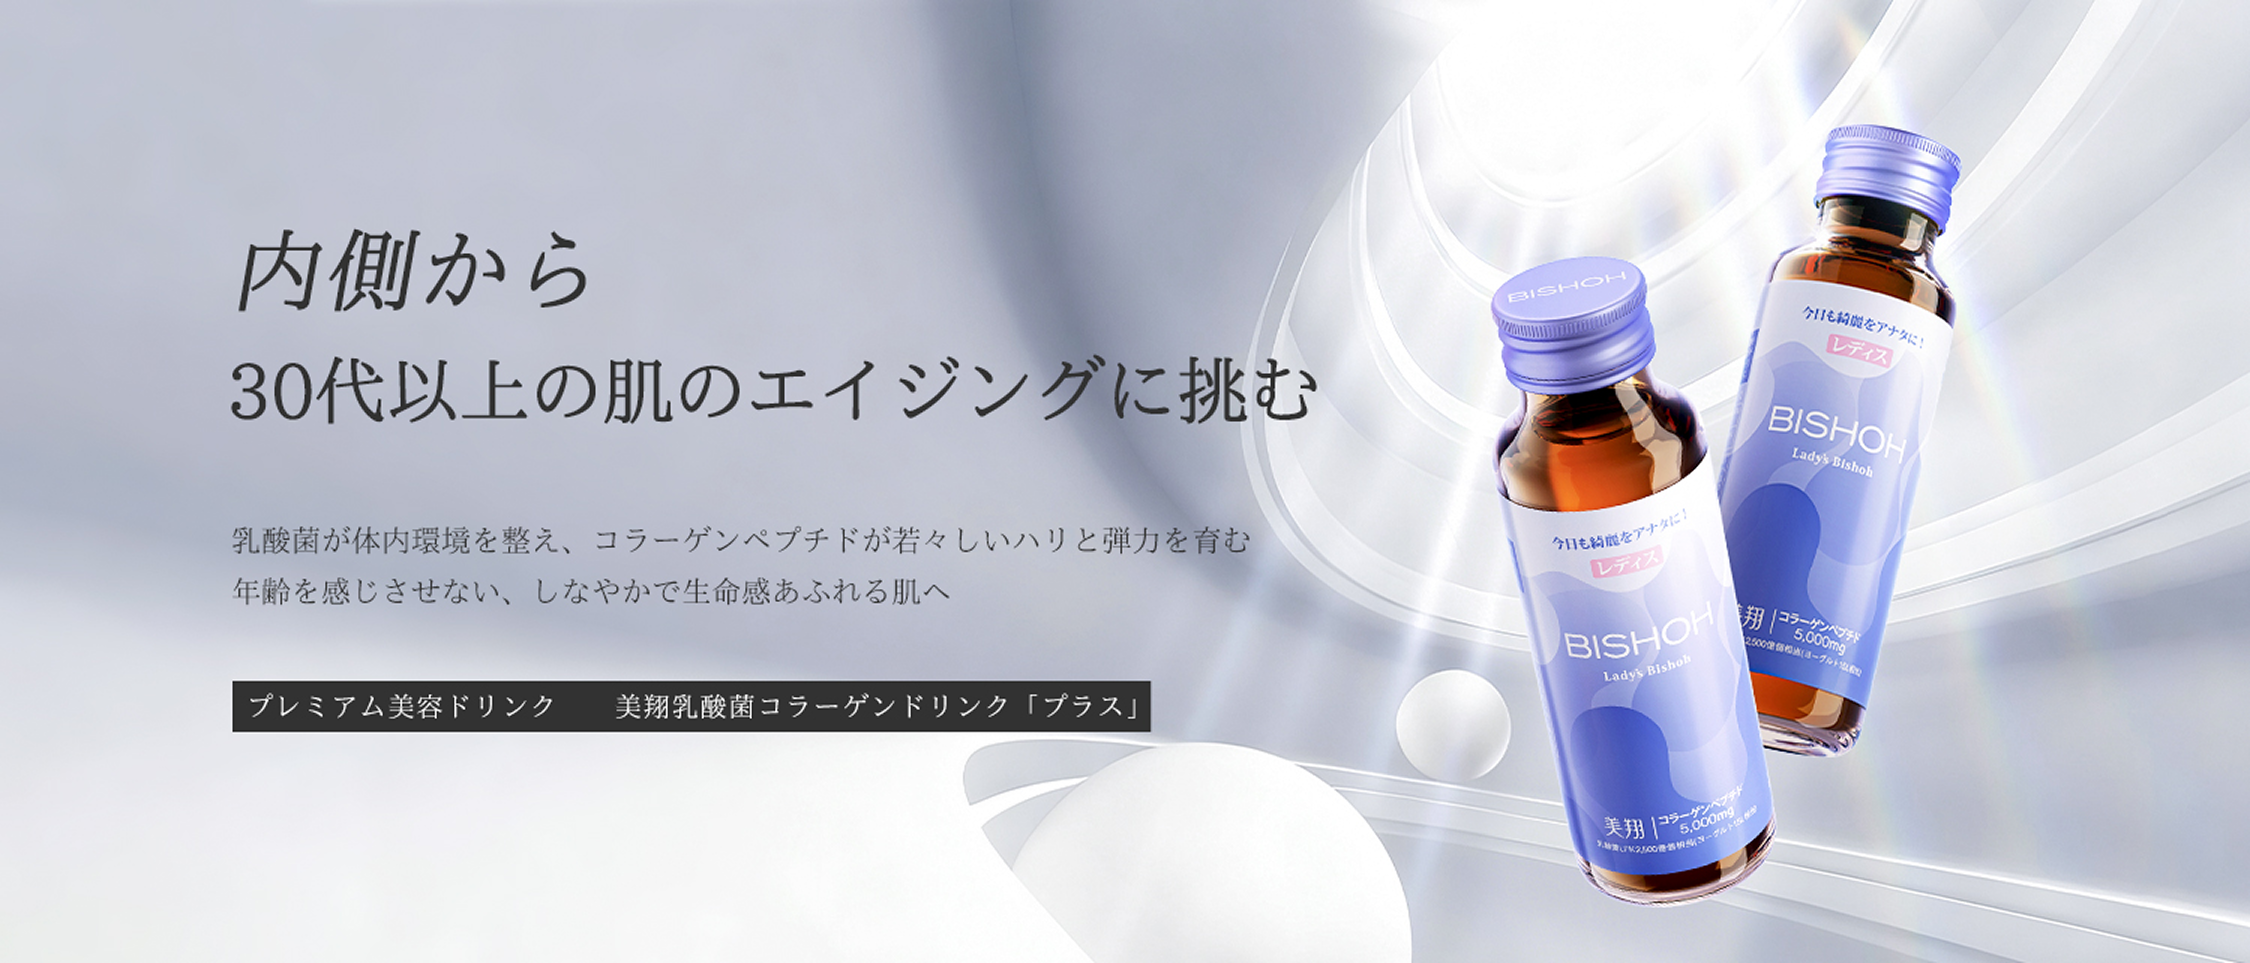 内側から
30代以上の肌のエイジングに挑む
乳酸菌が体内環境を整え、コラーゲンペプチドが若々しいハリと弾力を育む
年齢を感じさせない、しなやかで生命感あふれる肌へ
プレミアム美容ドリンク　美翔乳酸菌コラーゲンドリンク「プラス」
BISHOH
今日も綺麗をアナタに!
レディス
BISHOH
Lady's Bishoh
美翔 | コラーゲンペプチド
5,000mg
今日も綺麗をアナタに!
レディス
BISHOH
Lady's Bishoh
美翔 | コラーゲンペプチド
5,000mg